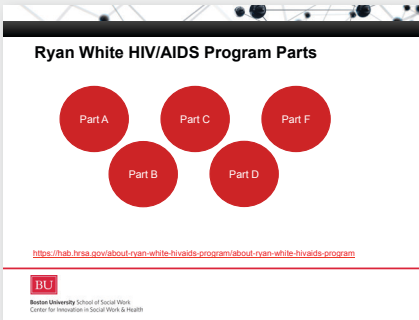 Ryan White HIV/AIDS Program Parts
Part A
Part C
Part F
Part B
Part D
https://hab.hrsa.gov/about-ryan-white-hivaids-program/about-ryan-white-hivaids-program
BU
Boston University School of Social Work
Center for Innovation in Social Work & Health